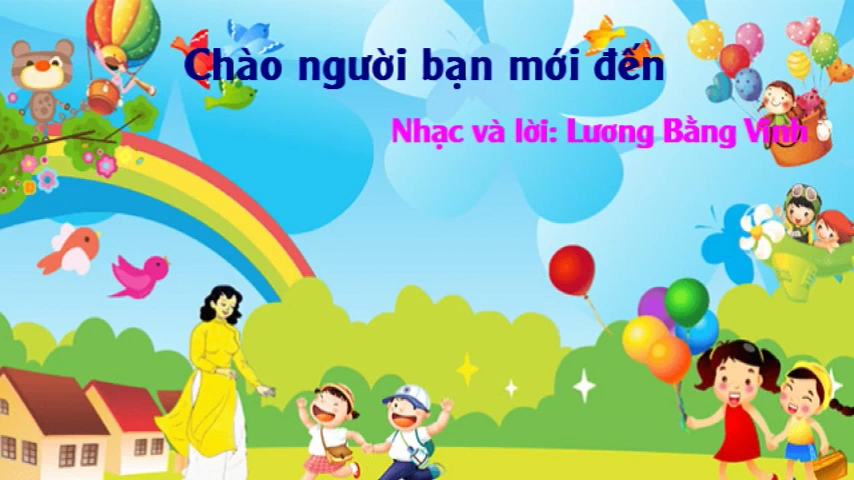 Chào người bạn mới đến
Nhạc và lời: Lương Bằng Vinh